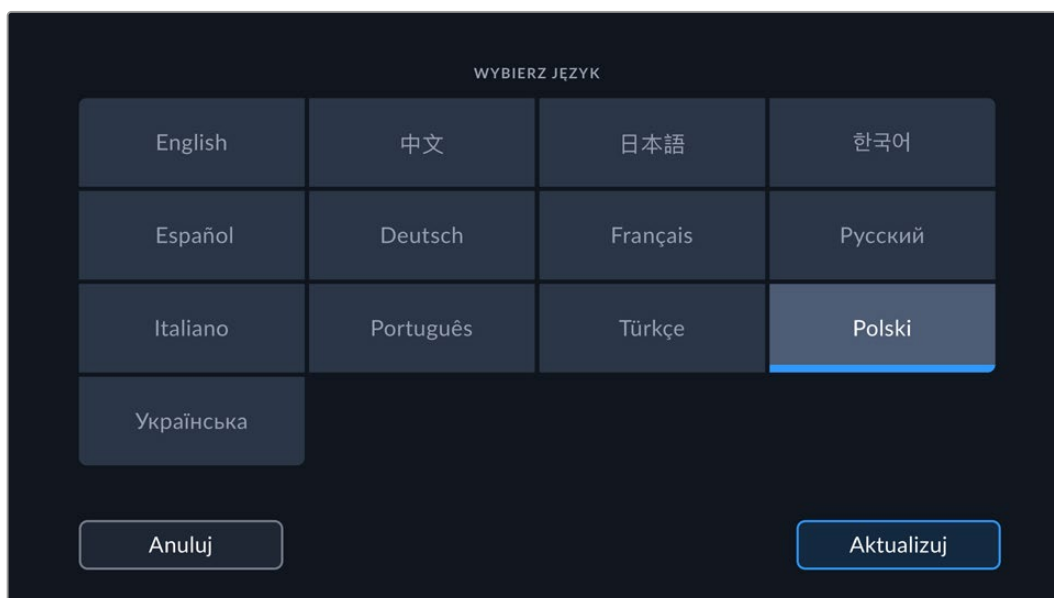 WYBIERZ JĘZYK
English 中文 日本語 한국어
Español Deutsch Français Русский
Italiano Português Türkçe Polski
Українська
Anuluj Aktualizuj